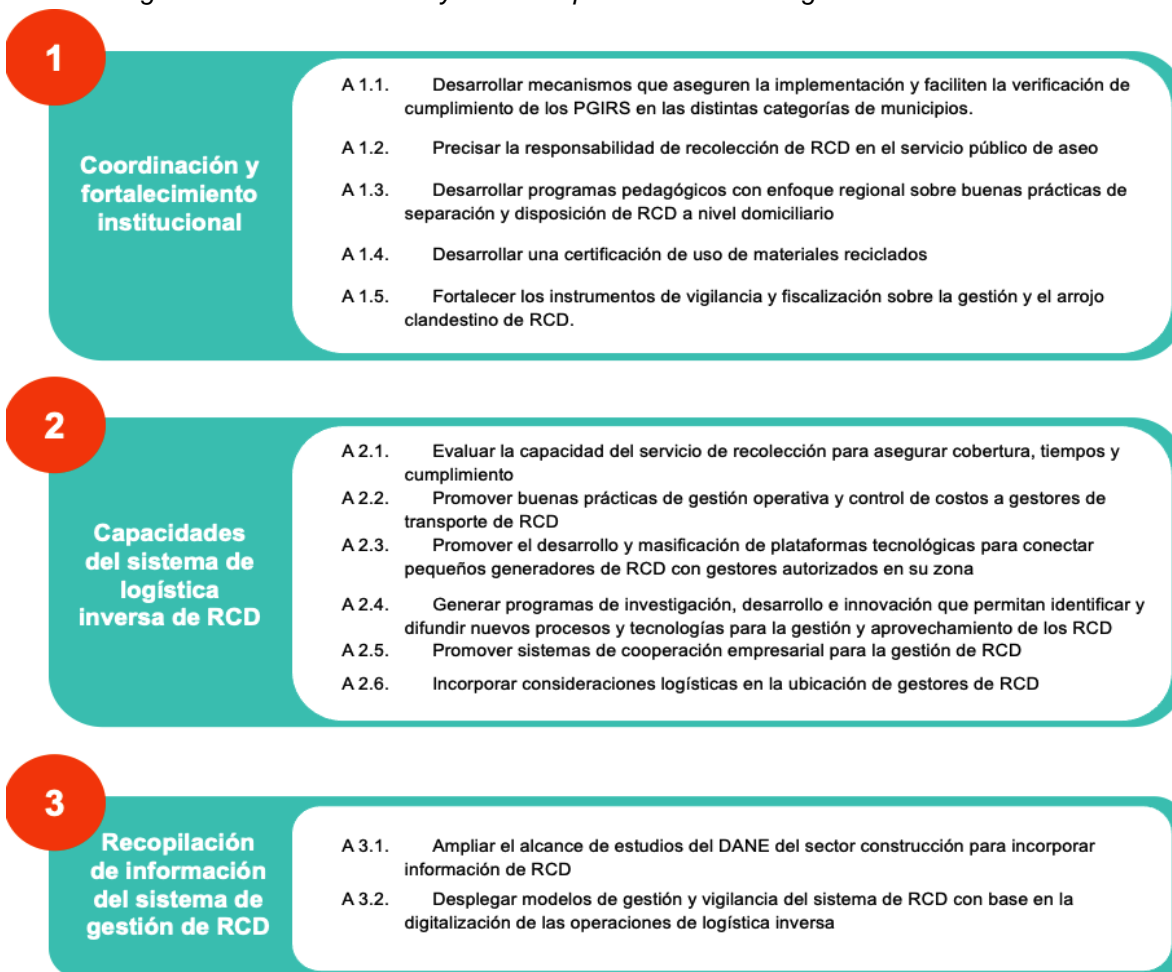 1
Coordinación y
fortalecimiento
institucional
A 1.1. Desarrollar mecanismos que aseguren la implementación y faciliten la verificación de
cumplimiento de los PGIRS en las distintas categorías de municipios.
A 1.2. Precisar la responsabilidad de recolección de RCD en el servicio público de aseo
A 1.3. Desarrollar programas pedagógicos con enfoque regional sobre buenas prácticas de
separación y disposición de RCD a nivel domiciliario
A 1.4. Desarrollar una certificación de uso de materiales reciclados
A 1.5. Fortalecer los instrumentos de vigilancia y fiscalización sobre la gestión y el arrojo
clandestino de RCD.
2
Capacidades
del sistema de
logística
inversa de RCD
A 2.1. Evaluar la capacidad del servicio de recolección para asegurar cobertura, tiempos y
cumplimiento
A 2.2. Promover buenas prácticas de gestión operativa y control de costos a gestores de
transporte de RCD
A 2.3. Promover el desarrollo y masificación de plataformas tecnológicas para conectar
pequeños generadores de RCD con gestores autorizados en su zona
A 2.4. Generar programas de investigación, desarrollo e innovación que permitan identificar y
difundir nuevos procesos y tecnologías para la gestión y aprovechamiento de los RCD
A 2.5. Promover sistemas de cooperación empresarial para la gestión de RCD
A 2.6. Incorporar consideraciones logísticas en la ubicación de gestores de RCD
3
Recopilación
de información
del sistema de
gestión de RCD
A 3.1. Ampliar el alcance de estudios del DANE del sector construcción para incorporar
información de RCD
A 3.2. Desplegar modelos de gestión y vigilancia del sistema de RCD con base en la
digitalización de las operaciones de logística inversa